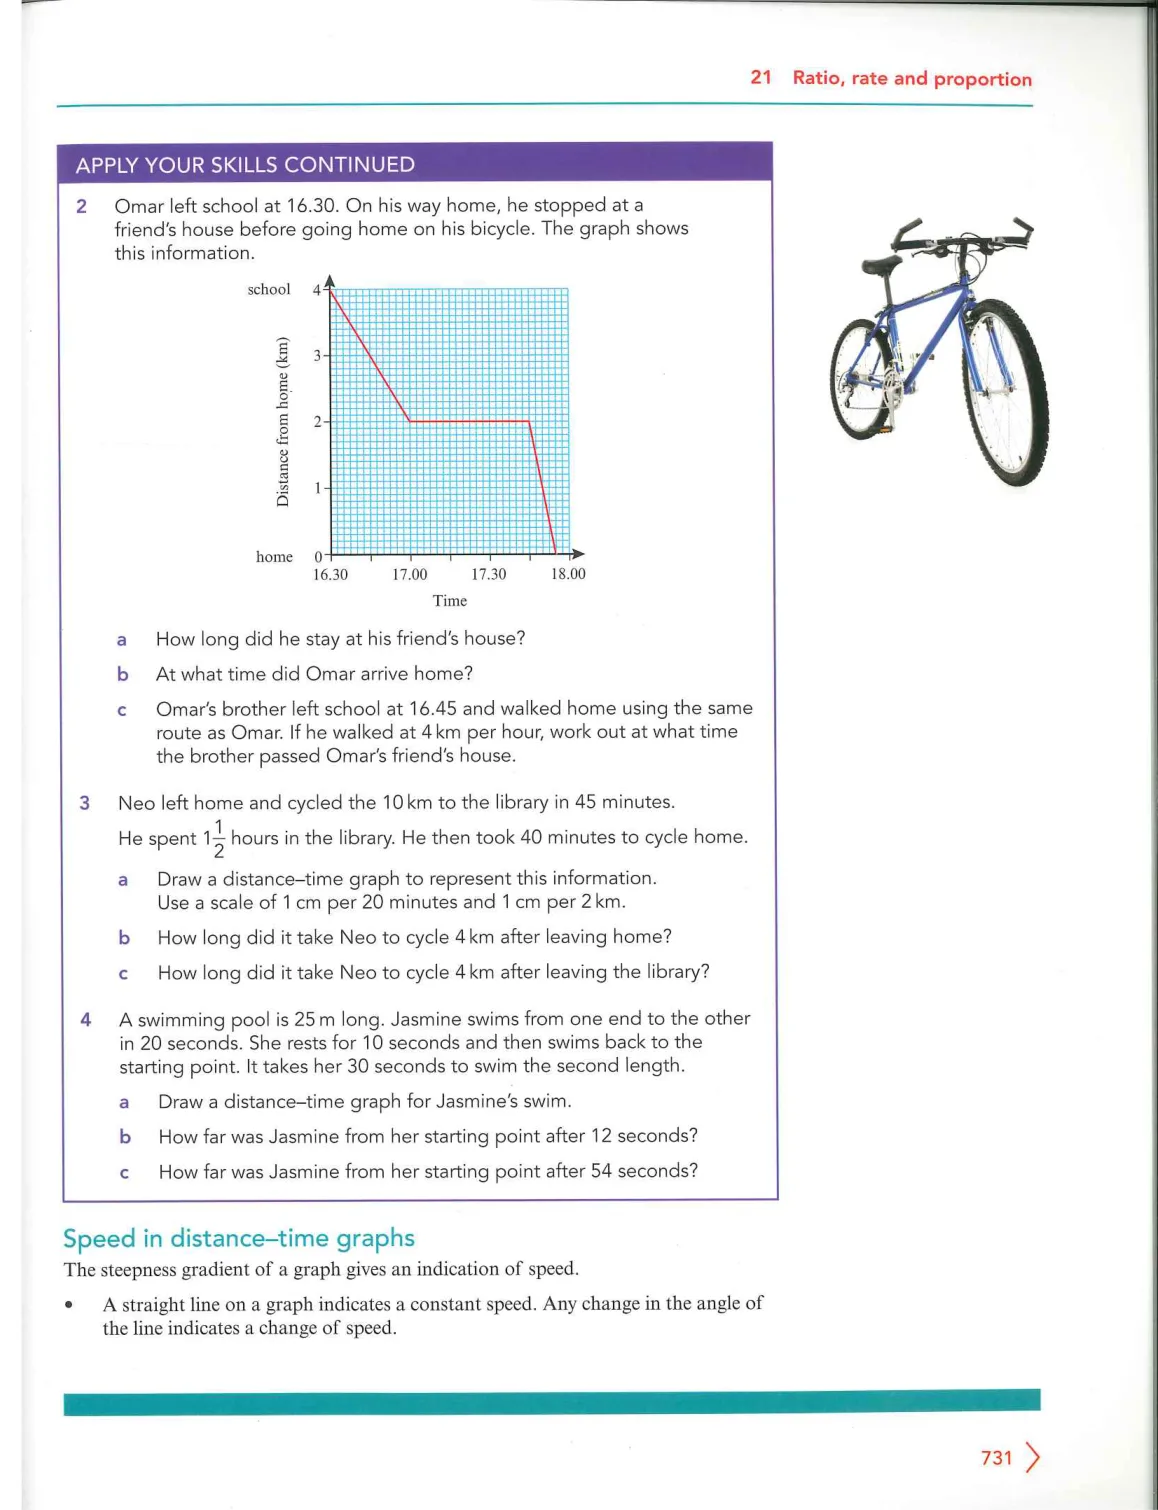 21 Ratio, rate and proportion
APPLY YOUR SKILLS CONTINUED
2 Omar left school at 16.30. On his way home, he stopped at a
friend's house before going home on his bicycle. The graph shows
this information.
school 4
3
2
1
home 0
Distance from home (km)
16.30 17.00 17.30 18.00
Time
a How long did he stay at his friend's house?
b At what time did Omar arrive home?
c Omar's brother left school at 16.45 and walked home using the same
route as Omar. If he walked at 4 km per hour, work out at what time
the brother passed Omar's friend's house.
3 Neo left home and cycled the 10 km to the library in 45 minutes.
He spent 1 1/2 hours in the library. He then took 40 minutes to cycle home.
a Draw a distance–time graph to represent this information.
Use a scale of 1 cm per 20 minutes and 1 cm per 2 km.
b How long did it take Neo to cycle 4 km after leaving home?
c How long did it take Neo to cycle 4 km after leaving the library?
4 A swimming pool is 25 m long. Jasmine swims from one end to the other
in 20 seconds. She rests for 10 seconds and then swims back to the
starting point. It takes her 30 seconds to swim the second length.
a Draw a distance–time graph for Jasmine's swim.
b How far was Jasmine from her starting point after 12 seconds?
c How far was Jasmine from her starting point after 54 seconds?
Speed in distance–time graphs
The steepness gradient of a graph gives an indication of speed.
• A straight line on a graph indicates a constant speed. Any change in the angle of
the line indicates a change of speed.
731